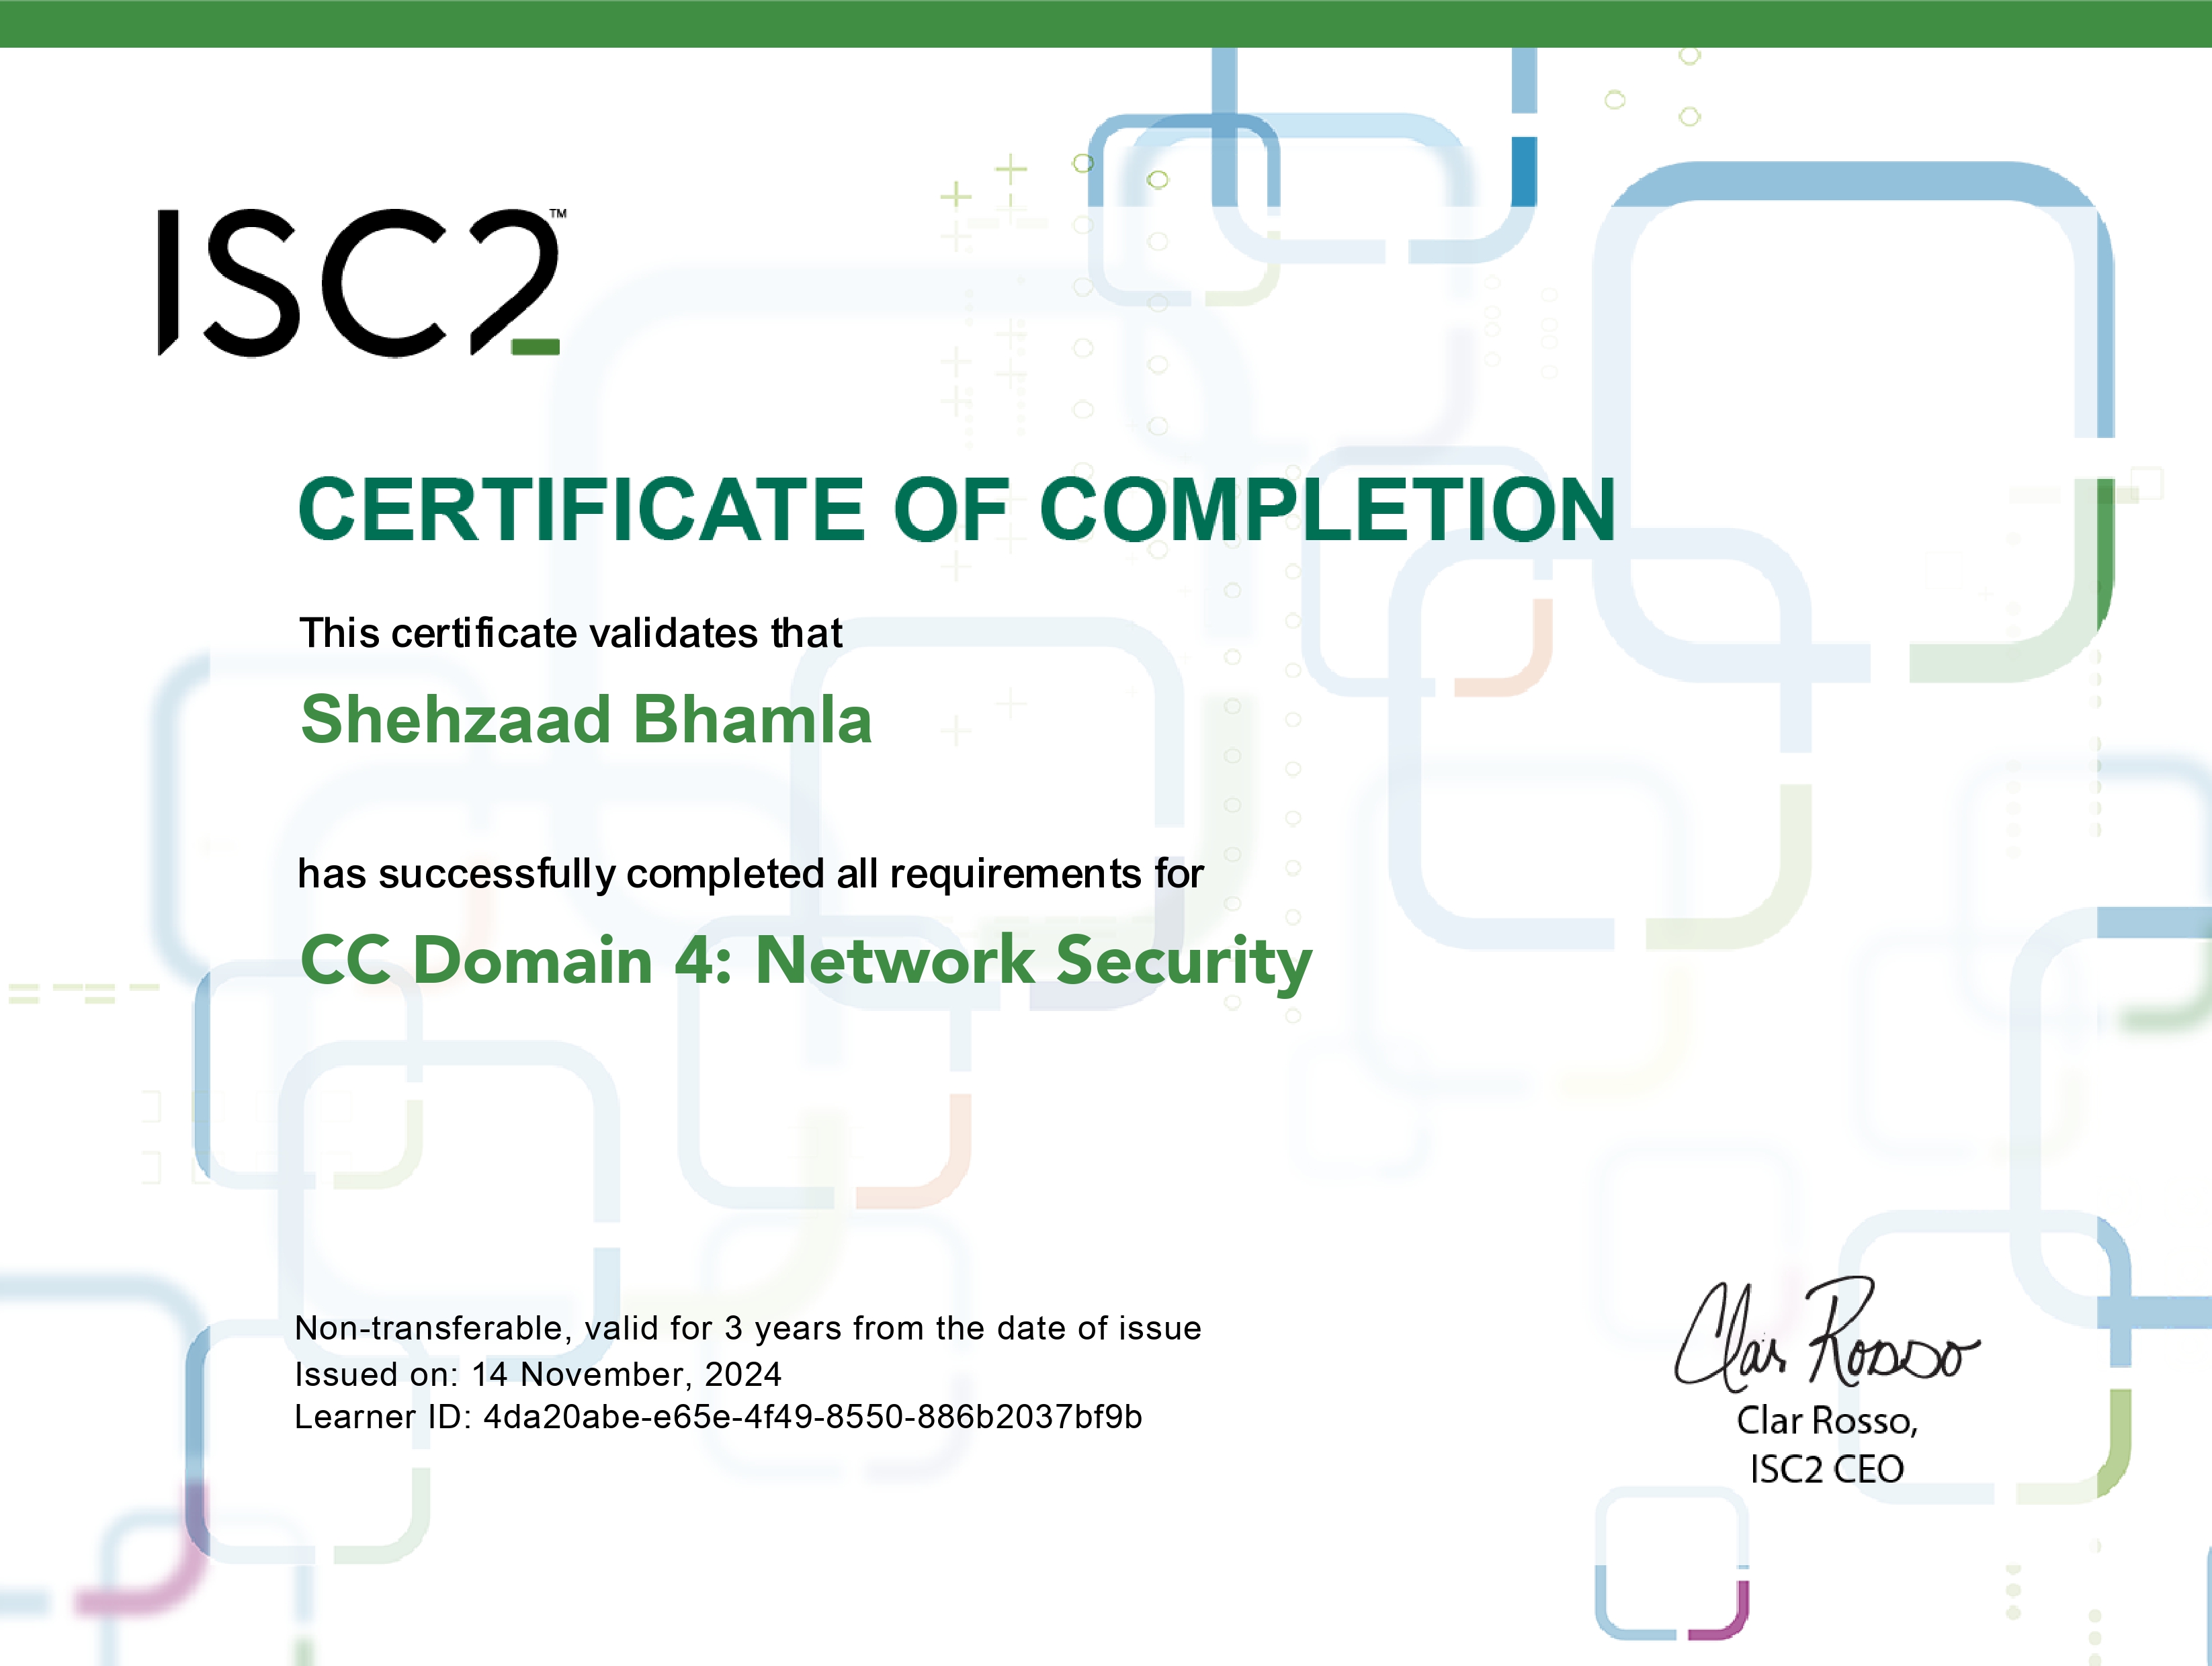 ISC2™
CERTIFICATE OF COMPLETION
This certificate validates that
Shehzaad Bhamla
has successfully completed all requirements for
CC Domain 4: Network Security
Non-transferable, valid for 3 years from the date of issue
Issued on: 14 November, 2024
Learner ID: 4da20abe-e65e-4f49-8550-886b2037bf9b
Clar Rosso
Clar Rosso,
ISC2 CEO